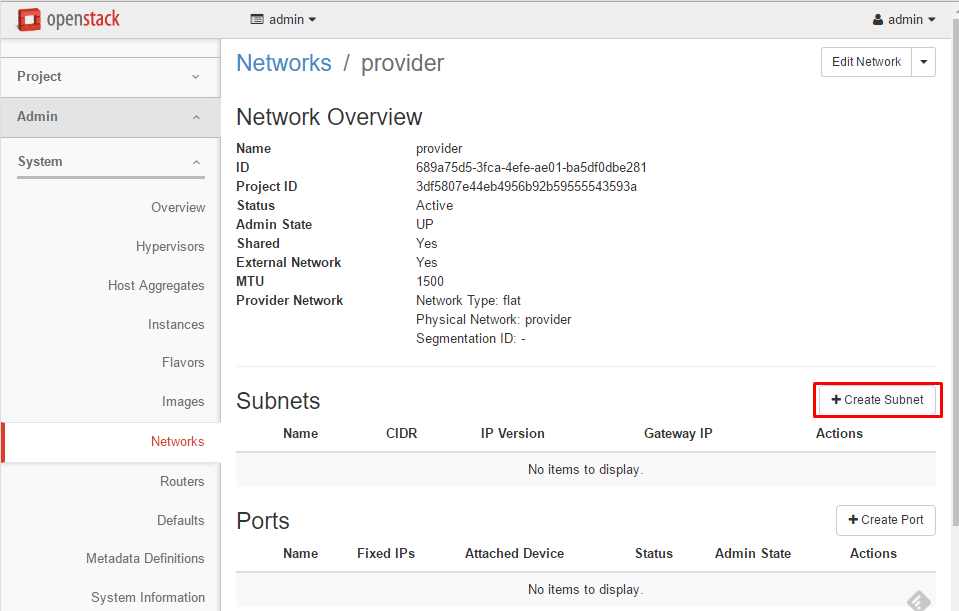 openstack
admin
admin
Project
Admin
System
Overview
Hypervisors
Host Aggregates
Instances
Flavors
Images
Networks
Routers
Defaults
Metadata Definitions
System Information
Networks / provider
Edit Network
Network Overview
Name provider
ID 689a75d5-3fca-4efe-ae01-ba5df0dbe281
Project ID 3df5807e44eb4956b92b59555543593a
Status Active
Admin State UP
Shared Yes
External Network Yes
MTU 1500
Provider Network Network Type: flat
Physical Network: provider
Segmentation ID: -
Subnets
+ Create Subnet
Name CIDR IP Version Gateway IP Actions
No items to display.
Ports
+ Create Port
Name Fixed IPs Attached Device Status Admin State Actions
No items to display.